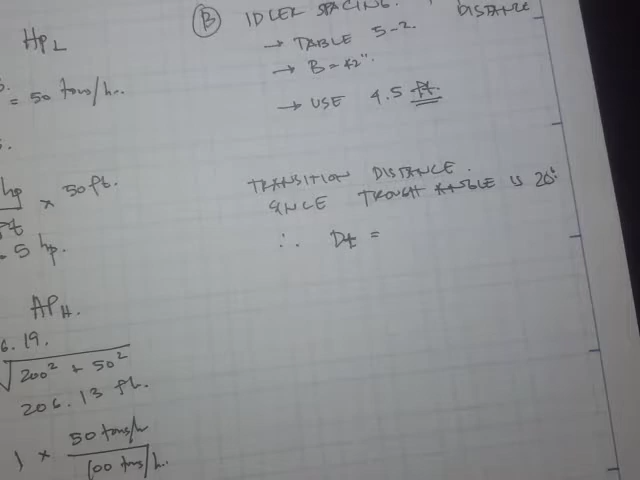 HP L
= 50 tons/hr.
hp
× 50 ft.
5 hp.
AP H.
6.19.
√200² + 50²
206.13 ft.
) × 50 tons/h
100 tons/h.
B IDLER SPACING. DISTANCE
→ TABLE 5-2.
→ B = 42".
→ USE 4.5 ft.
TRANSITION DISTANCE.
SINCE TROUGH ANGLE IS 20°
∴ Dt =